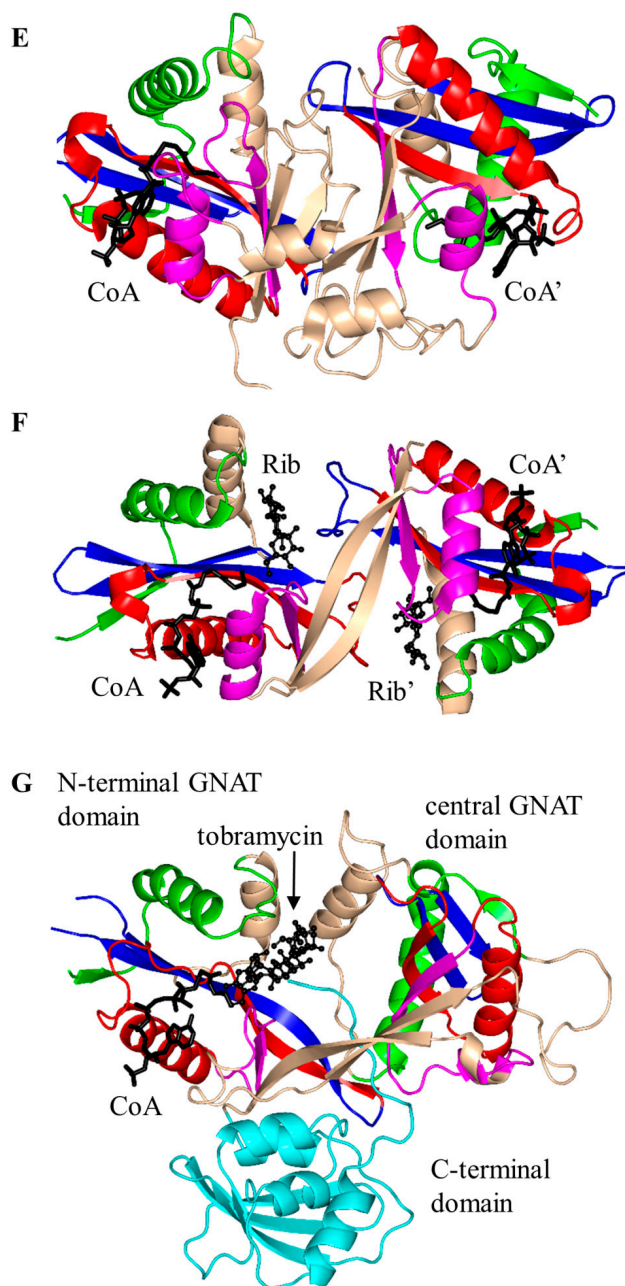 E
CoA
CoA’
F
Rib
CoA’
CoA
Rib’
G
N-terminal GNAT
domain
tobramycin
central GNAT
domain
CoA
C-terminal
domain